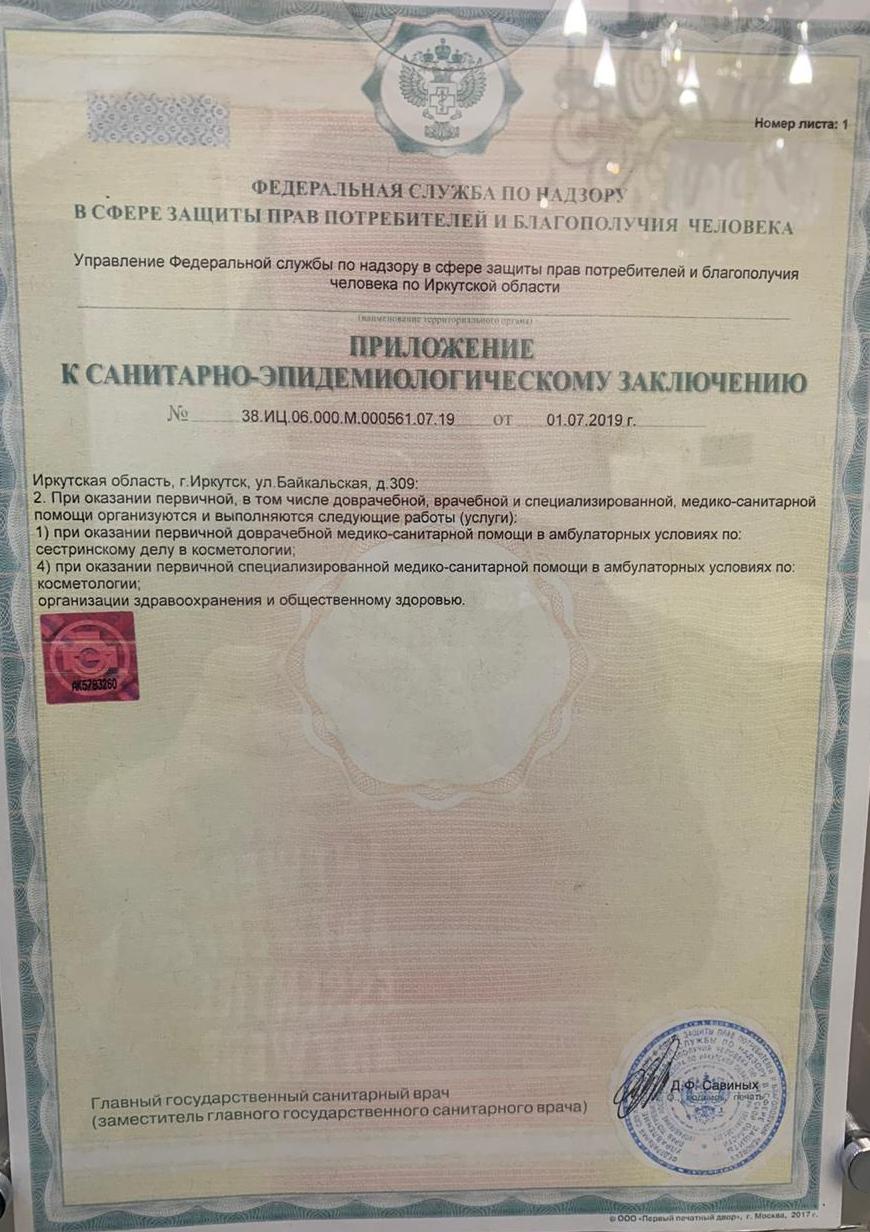 Номер листа: 1
ФЕДЕРАЛЬНАЯ СЛУЖБА ПО НАДЗОРУ
В СФЕРЕ ЗАЩИТЫ ПРАВ ПОТРЕБИТЕЛЕЙ И БЛАГОПОЛУЧИЯ ЧЕЛОВЕКА
Управление Федеральной службы по надзору в сфере защиты прав потребителей и благополучия
человека по Иркутской области
(наименование территориального органа)
ПРИЛОЖЕНИЕ
К САНИТАРНО-ЭПИДЕМИОЛОГИЧЕСКОМУ ЗАКЛЮЧЕНИЮ
№ 38.ИЦ.06.000.М.000561.07.19 ОТ 01.07.2019 г.
Иркутская область, г.Иркутск, ул.Байкальская, д.309:
2. При оказании первичной, в том числе доврачебной, врачебной и специализированной, медико-санитарной
помощи организуются и выполняются следующие работы (услуги):
1) при оказании первичной доврачебной медико-санитарной помощи в амбулаторных условиях по:
сестринскому делу в косметологии;
4) при оказании первичной специализированной медико-санитарной помощи в амбулаторных условиях по:
косметологии;
организации здравоохранения и общественному здоровью.
АК5783260
Главный государственный санитарный врач
(заместитель главного государственного санитарного врача)
Д.Ф. Савиных
подпись, печать
© ООО «Первый печатный двор», г. Москва, 2017 г.